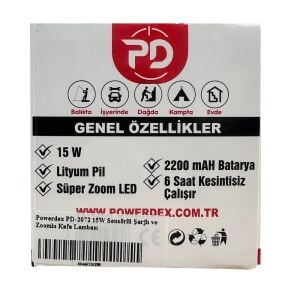 PD
Balıkta İşyerinde Dağda Kampta Evde
GENEL ÖZELLİKLER
15 W
Lityum Pil
Süper Zoom LED
2200 mAH Batarya
6 Saat Kesintisiz
Çalışır
WWW.POWERDEX.COM.TR
Powerdex PD-2072 15W Sensörlü Şarjlı ve
Zoomlu Kafa Lambası